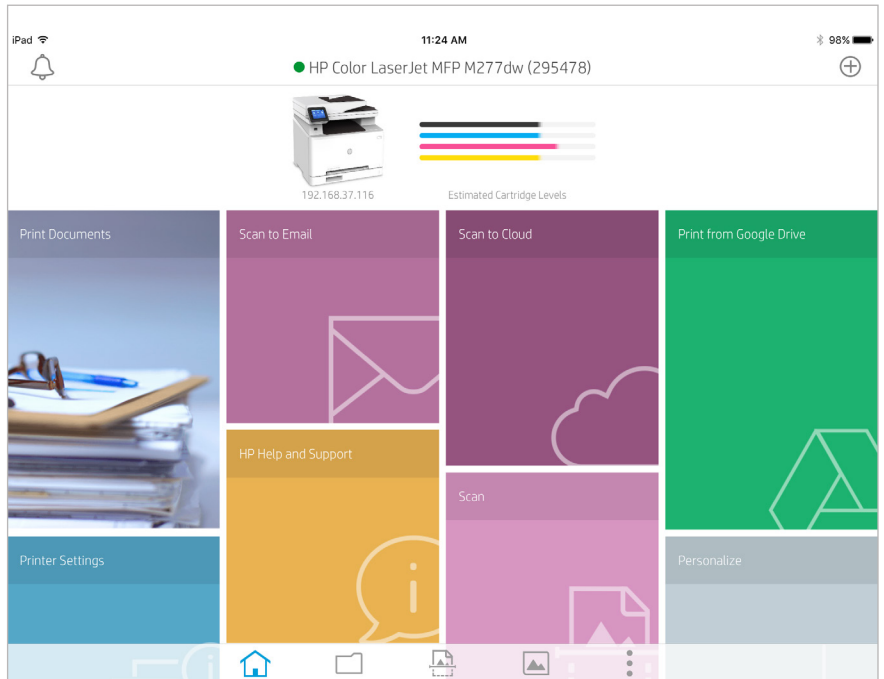 iPad 11:24 AM 98%
HP Color LaserJet MFP M277dw (295478)
192.168.37.116 Estimated Cartridge Levels
Print Documents
Scan to Email
Scan to Cloud
Print from Google Drive
HP Help and Support
Scan
Printer Settings
Personalize